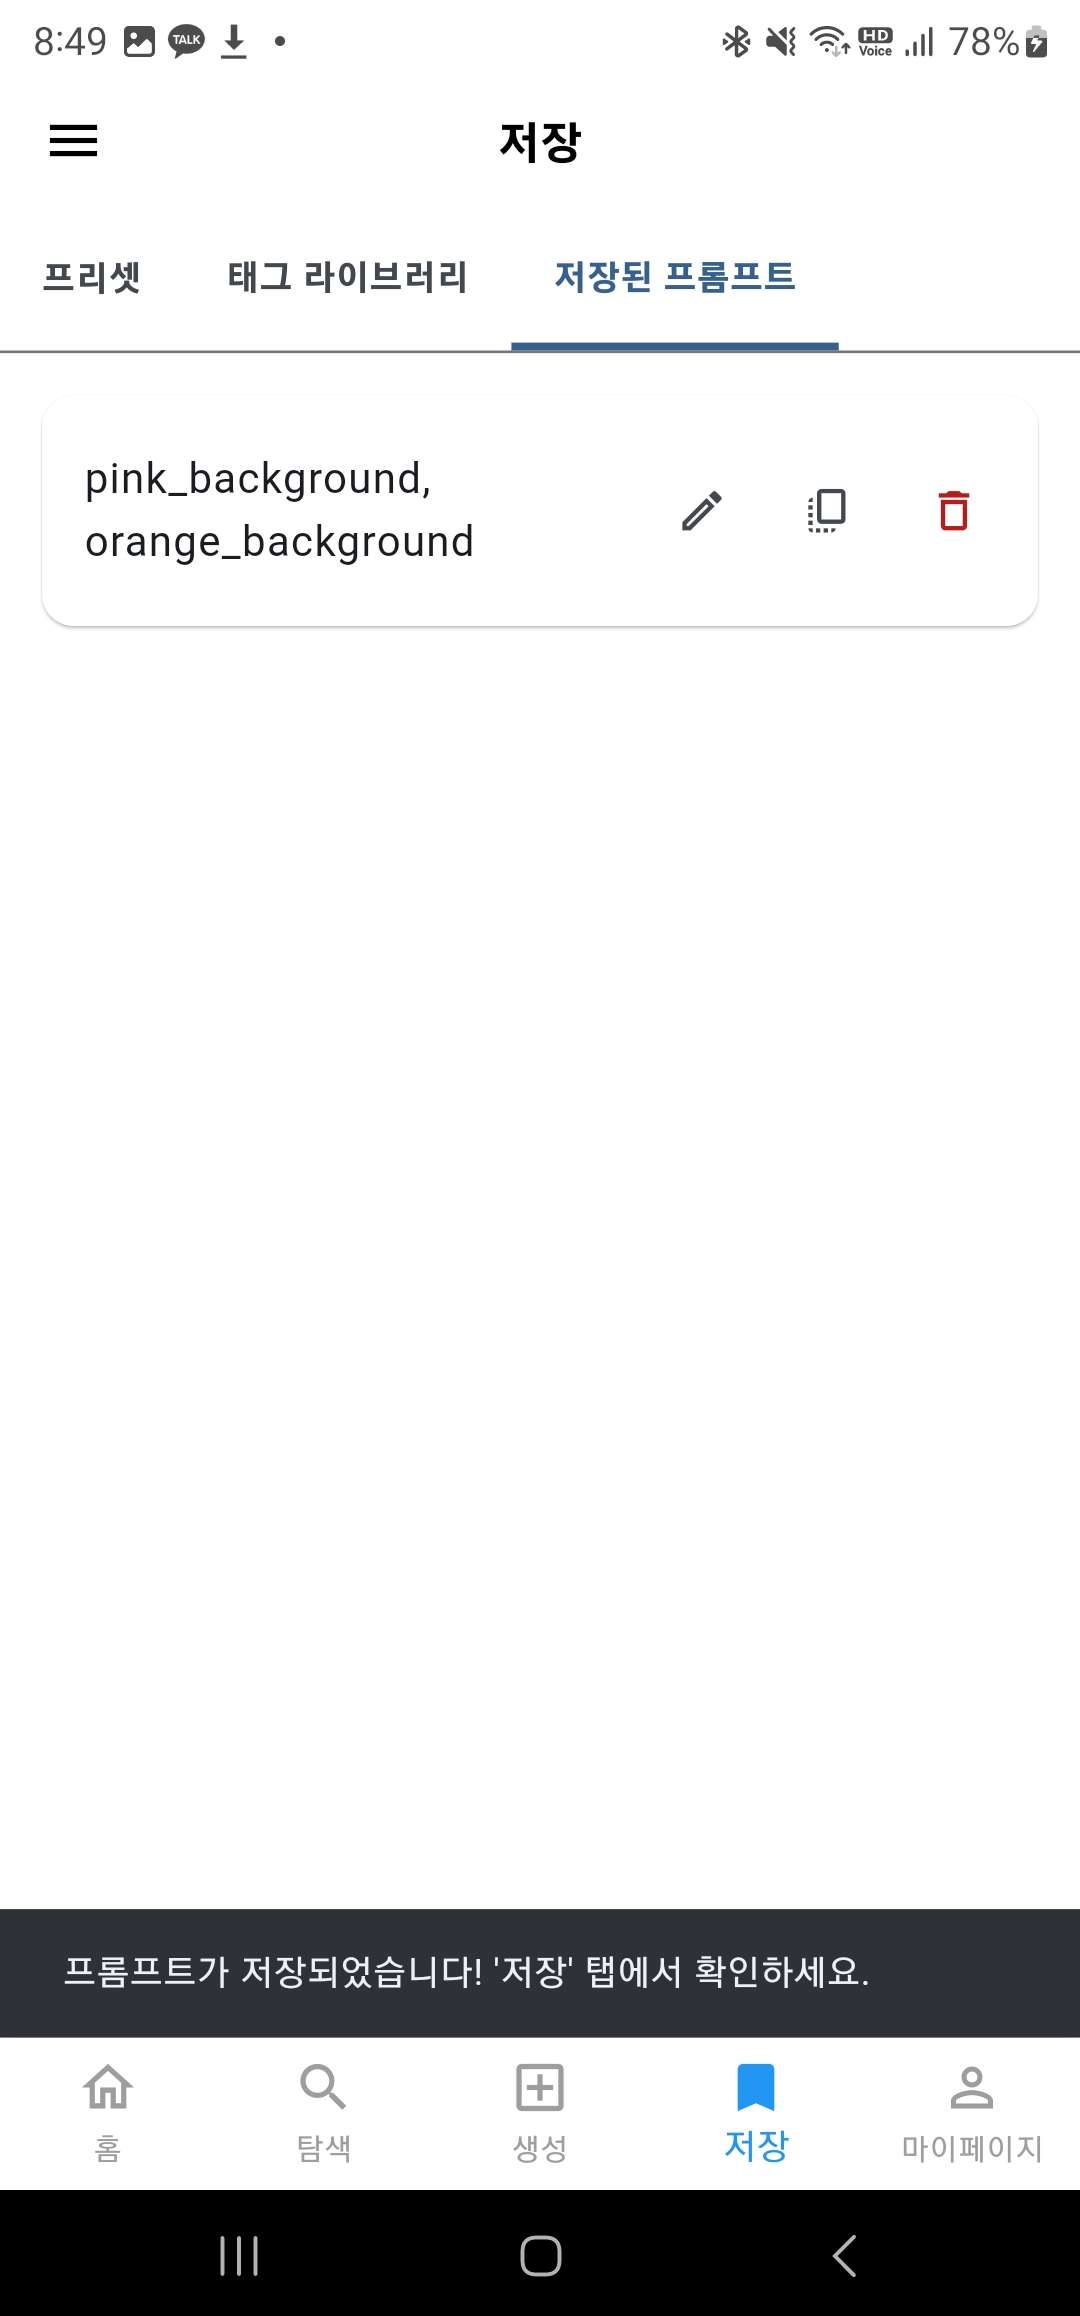 8:49
TALK
HD
Voice
78%
저장
프리셋 태그 라이브러리 저장된 프롬프트
pink_background,
orange_background
프롬프트가 저장되었습니다! '저장' 탭에서 확인하세요.
홈 탐색 생성 저장 마이페이지